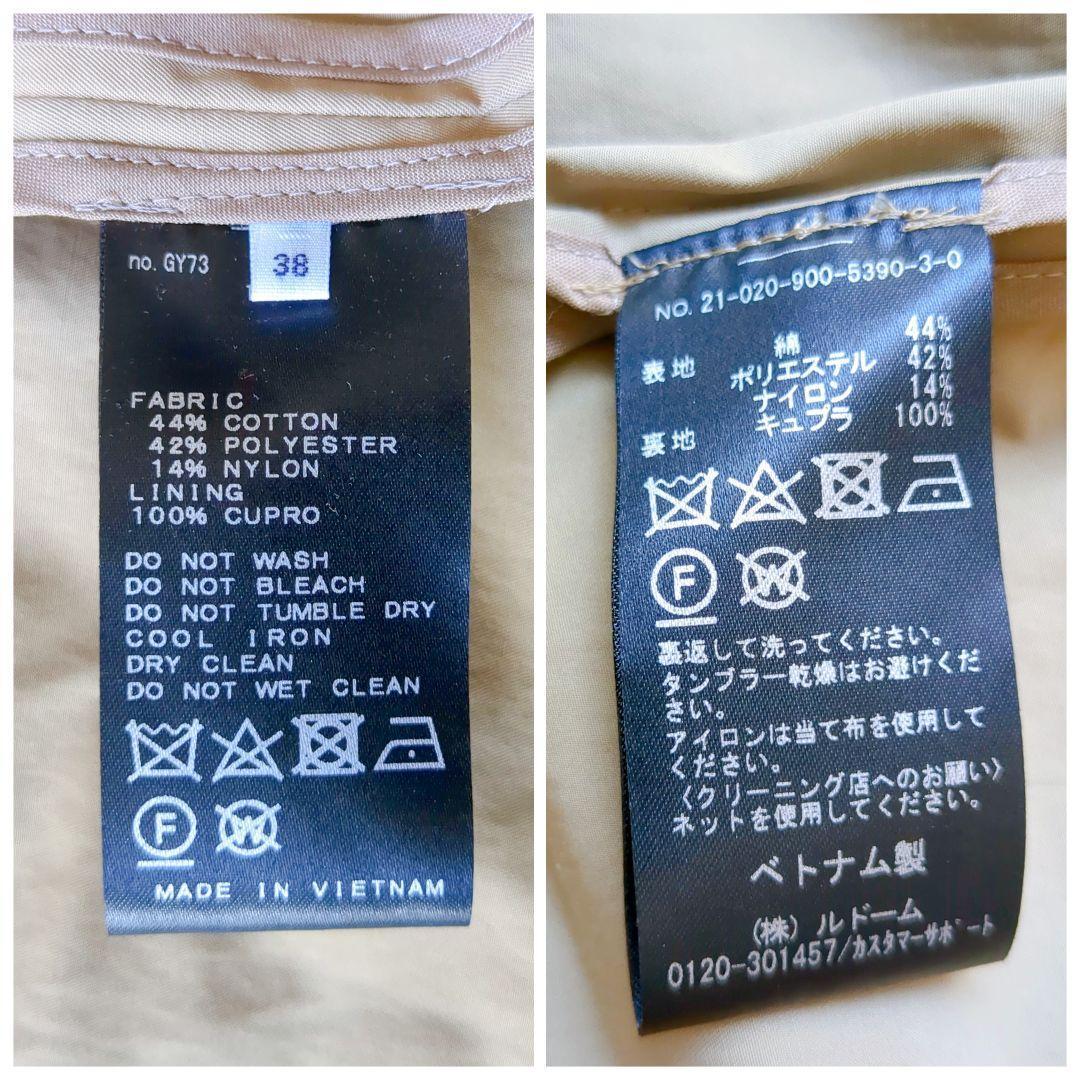 no. GY73
38
FABRIC
44% COTTON
42% POLYESTER
14% NYLON
LINING
100% CUPRO
DO NOT WASH
DO NOT BLEACH
DO NOT TUMBLE DRY
COOL IRON
DRY CLEAN
DO NOT WET CLEAN
F W
MADE IN VIETNAM
NO. 21-020-900-5390-3-0
表地 綿 44%
ポリエステル 42%
ナイロン 14%
裏地 キュプラ 100%
F W
裏返して洗ってください。
タンブラー乾燥はお避けくだ
さい。
アイロンは当て布を使用して
ください。
〈クリーニング店へのお願い〉
ネットを使用してください。
ベトナム製
(株) ルドーム
0120-301457/カスタマーサポート